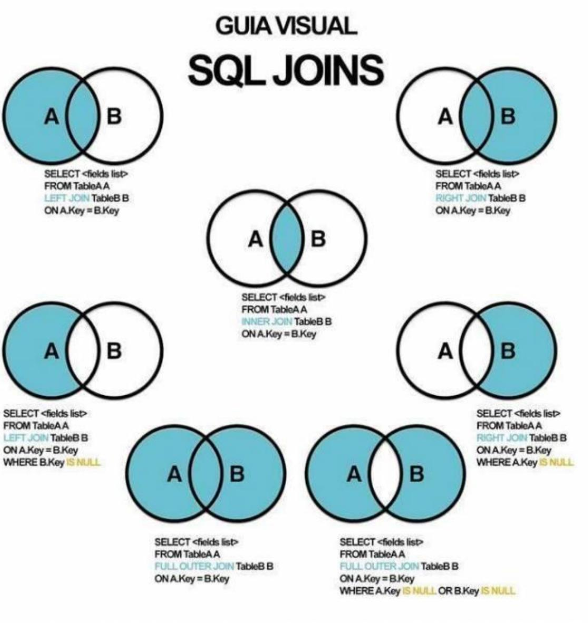 GUIA VISUAL
SQL JOINS
A B
SELECT <fields list>
FROM TableA A
LEFT JOIN TableB B
ON A.Key = B.Key
A B
SELECT <fields list>
FROM TableA A
RIGHT JOIN TableB B
ON A.Key = B.Key
A B
SELECT <fields list>
FROM TableA A
INNER JOIN TableB B
ON A.Key = B.Key
A B
SELECT <fields list>
FROM TableA A
LEFT JOIN TableB B
ON A.Key = B.Key
WHERE B.Key IS NULL
A B
SELECT <fields list>
FROM TableA A
RIGHT JOIN TableB B
ON A.Key = B.Key
WHERE A.Key IS NULL
A B
SELECT <fields list>
FROM TableA A
FULL OUTER JOIN TableB B
ON A.Key = B.Key
A B
SELECT <fields list>
FROM TableA A
FULL OUTER JOIN TableB B
ON A.Key = B.Key
WHERE A.Key IS NULL OR B.Key IS NULL